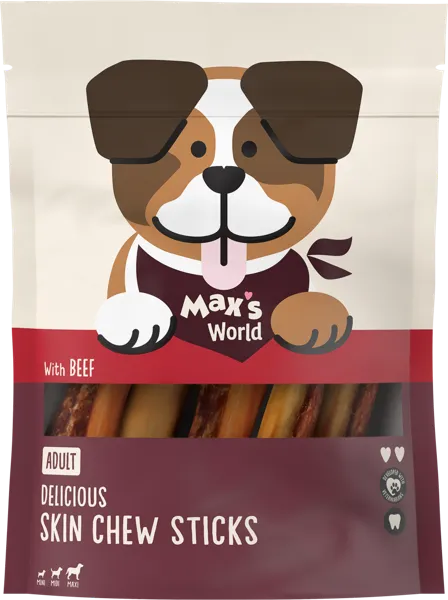 Max's
World
With BEEF
ADULT
DELICIOUS
SKIN CHEW STICKS
MINI MIDI MAXI